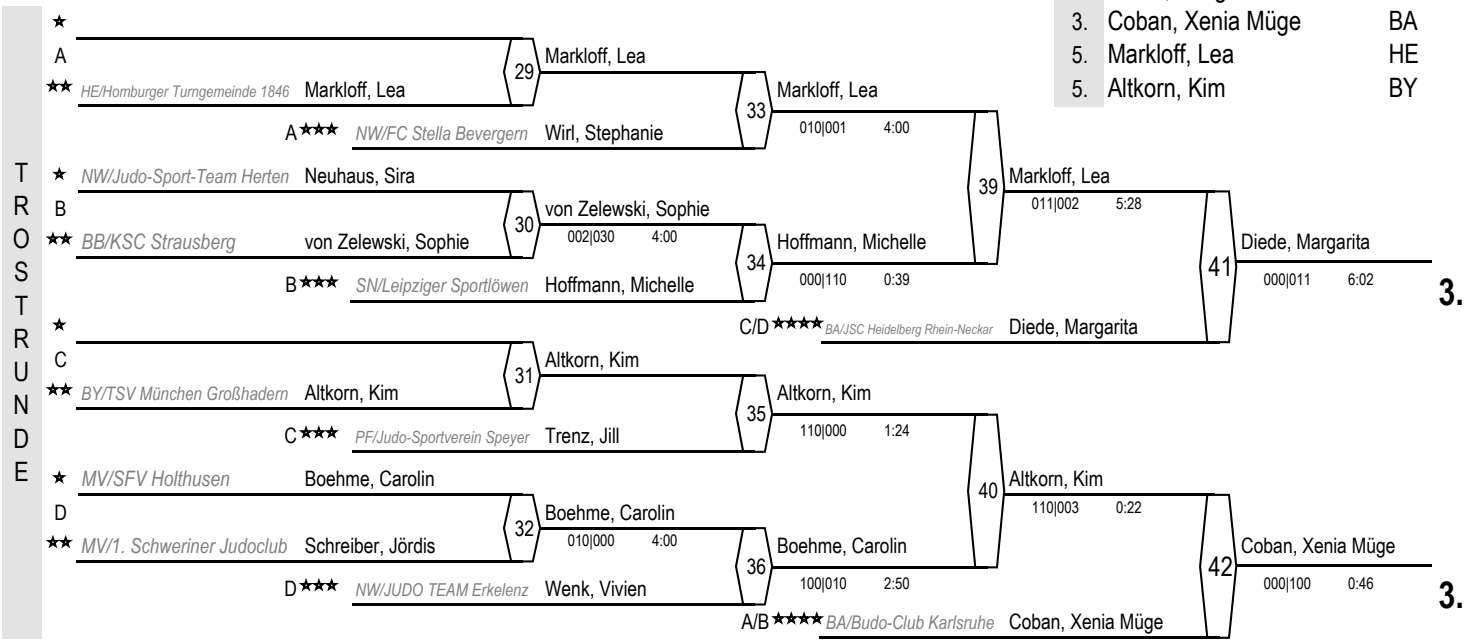 3. Coban, Xenia Müge BA
5. Markloff, Lea HE
5. Altkorn, Kim BY
TROSTRUNDE
★
A
29 Markloff, Lea
★★ HE/Homburger Turngemeinde 1846 Markloff, Lea
33 Markloff, Lea
010|001 4:00
A★★★ NW/FC Stella Bevergern Wirl, Stephanie
★ NW/Judo-Sport-Team Herten Neuhaus, Sira
39 Markloff, Lea
011|002 5:28
B
30 von Zelewski, Sophie
002|030 4:00
★★ BB/KSC Strausberg von Zelewski, Sophie
34 Hoffmann, Michelle
000|110 0:39
B★★★ SN/Leipziger Sportlöwen Hoffmann, Michelle
41 Diede, Margarita
000|011 6:02
3.
C/D★★★★ BA/JSC Heidelberg Rhein-Neckar Diede, Margarita
★
C
31 Altkorn, Kim
★★ BY/TSV München Großhadern Altkorn, Kim
35 Altkorn, Kim
110|000 1:24
C★★★ PF/Judo-Sportverein Speyer Trenz, Jill
★ MV/SFV Holthusen Boehme, Carolin
40 Altkorn, Kim
110|003 0:22
D
32 Boehme, Carolin
010|000 4:00
★★ MV/1. Schweriner Judoclub Schreiber, Jördis
36 Boehme, Carolin
100|010 2:50
D★★★ NW/JUDO TEAM Erkelenz Wenk, Vivien
42 Coban, Xenia Müge
000|100 0:46
3.
A/B★★★★ BA/Budo-Club Karlsruhe Coban, Xenia Müge